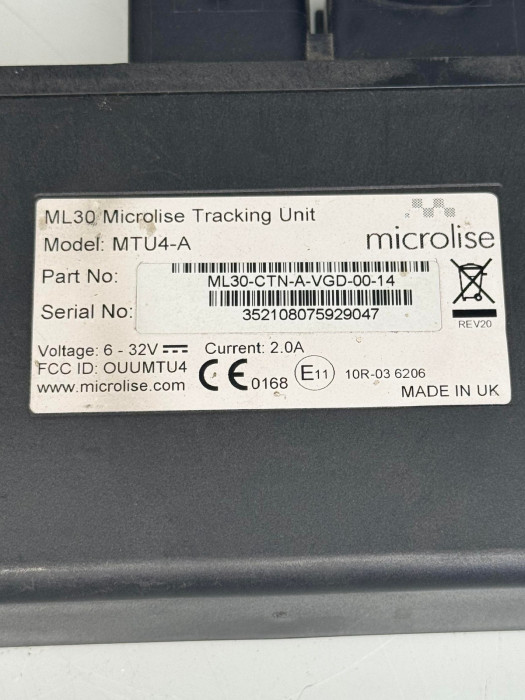 ML30 Microlise Tracking Unit
microlise
Model: MTU4-A
Part No: ML30-CTN-A-VGD-00-14
Serial No: 352108075929047
REV20
Voltage: 6 - 32V Current: 2.0A
FCC ID: OUUMTU4
www.microlise.com
CE 0168 E11 10R-03 6206
MADE IN UK